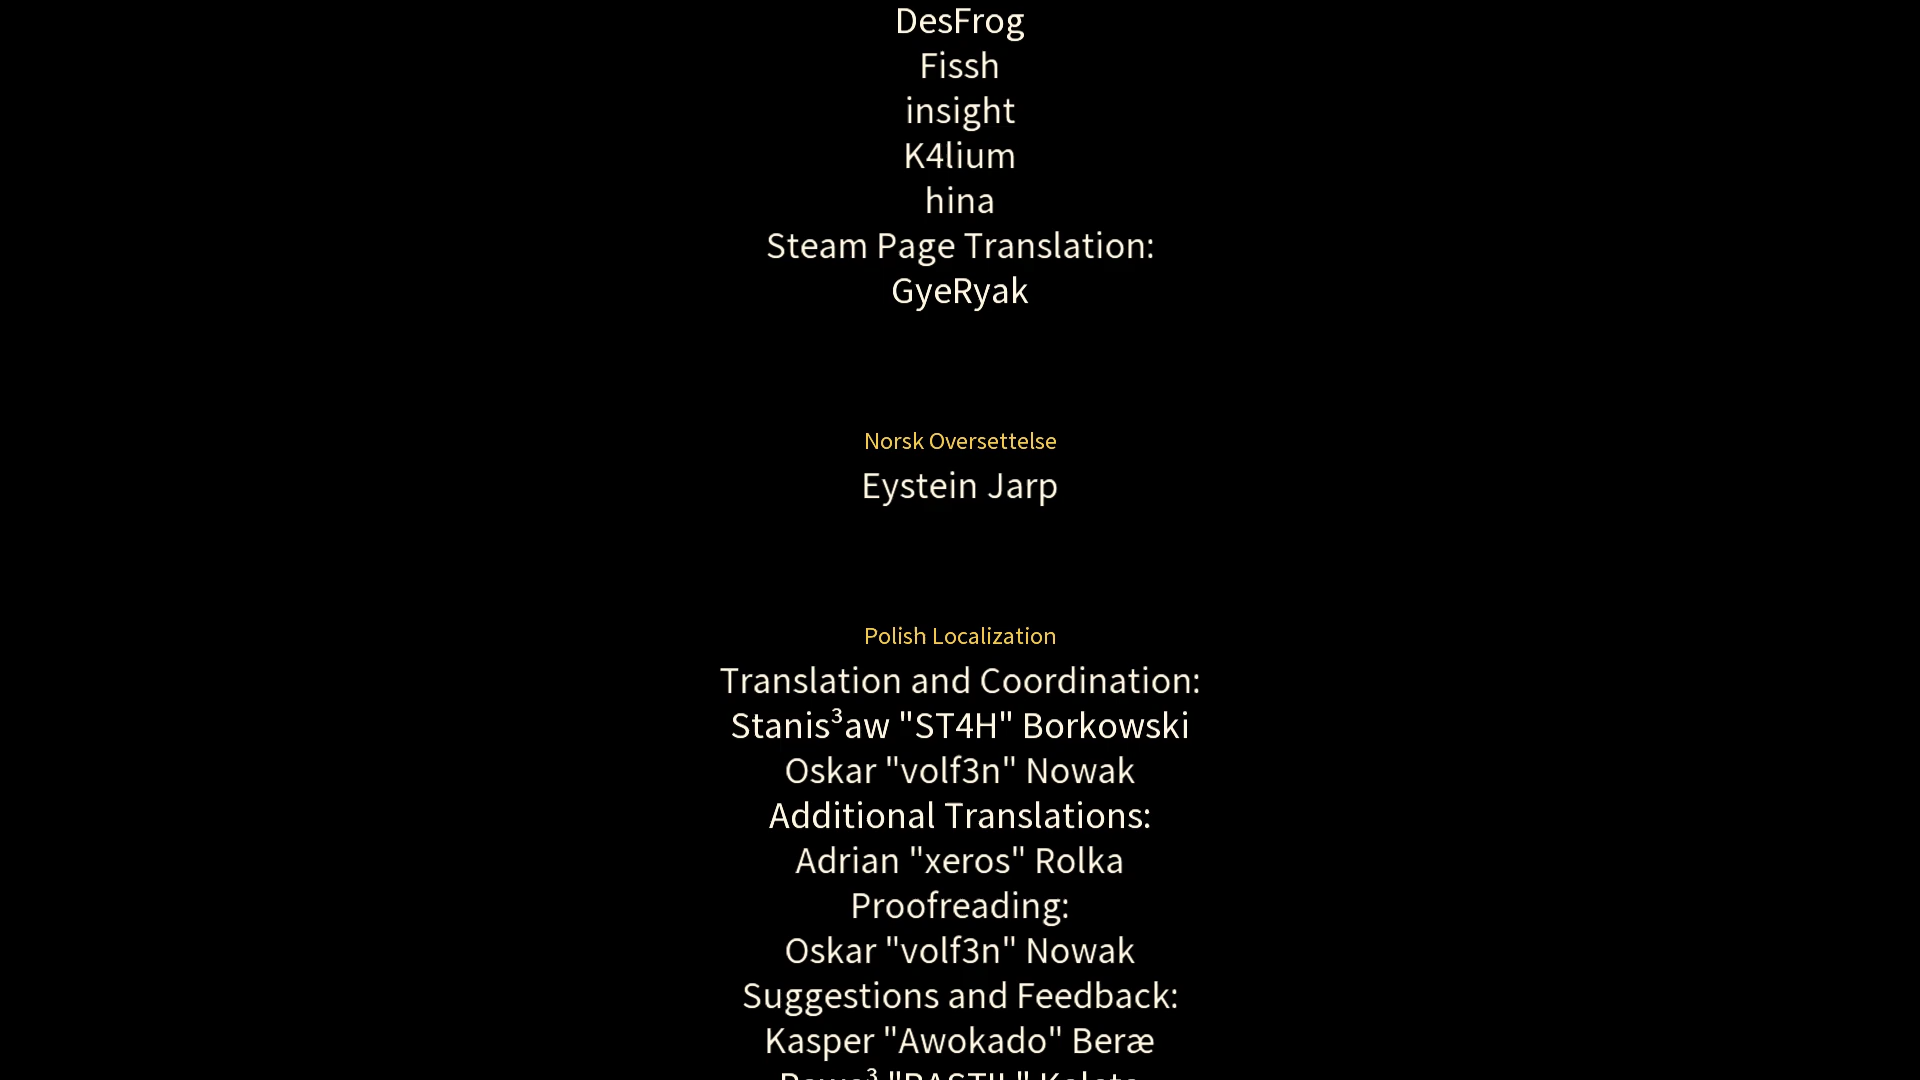 DesFrog
Fissh
insight
K4lium
hina
Steam Page Translation:
GyeRyak
Norsk Oversettelse
Eystein Jarp
Polish Localization
Translation and Coordination:
Stanis³aw "ST4H" Borkowski
Oskar "volf3n" Nowak
Additional Translations:
Adrian "xeros" Rolka
Proofreading:
Oskar "volf3n" Nowak
Suggestions and Feedback:
Kasper "Awokado" Beræ